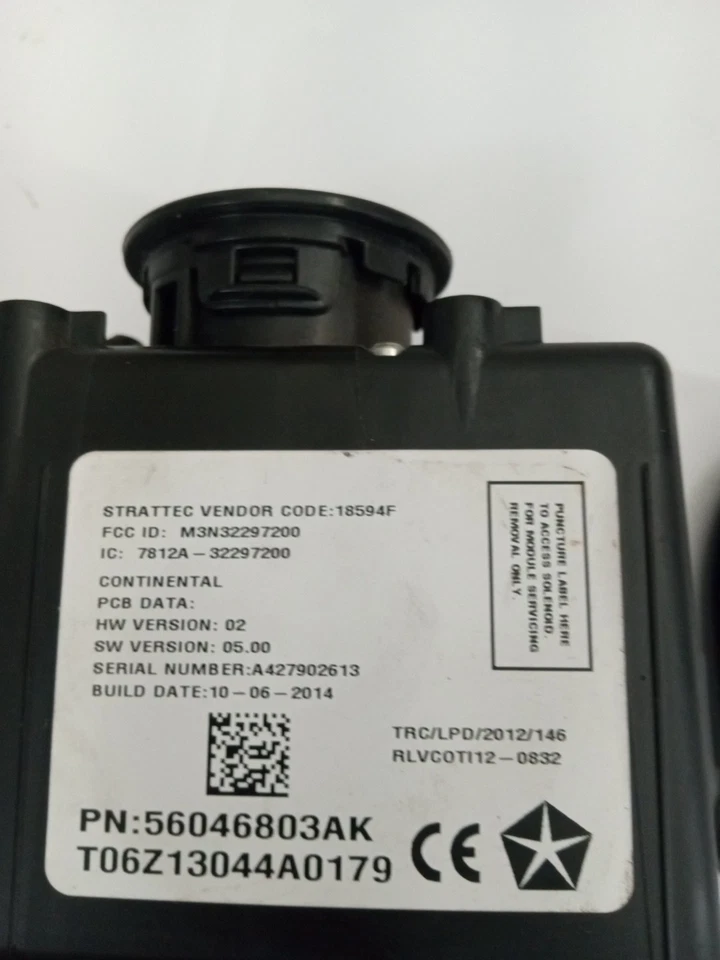 STRATTEC VENDOR CODE:18594F
FCC ID: M3N32297200
IC: 7812A-32297200
CONTINENTAL
PCB DATA:
HW VERSION: 02
SW VERSION: 05.00
SERIAL NUMBER:A427902613
BUILD DATE:10-06-2014
PUNCTURE LABEL HERE
TO ACCESS SOLENOID.
FOR MODULE SERVICING
REMOVAL ONLY.
TRC/LPD/2012/146
RLVCOTI12-0832
PN:56046803AK
T06Z13044A0179
CE